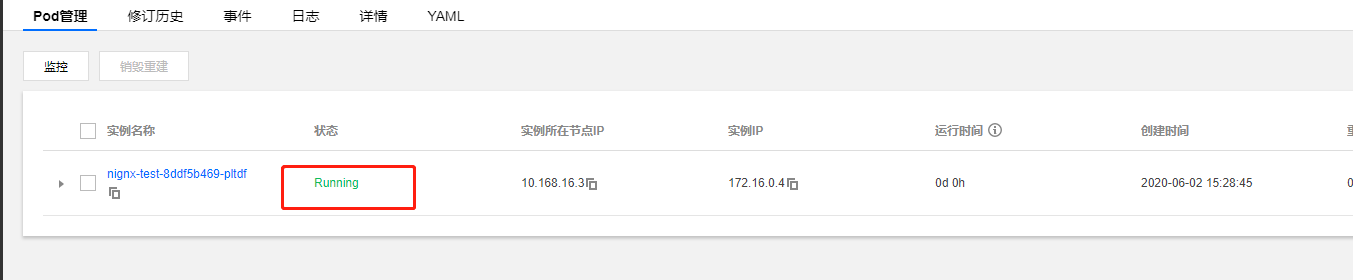 Pod管理 修订历史 事件 日志 详情 YAML
监控 销毁重建
实例名称 状态 实例所在节点IP 实例IP 运行时间 创建时间
nignx-test-8ddf5b469-pltdf Running 10.168.16.3 172.16.0.4 0d 0h 2020-06-02 15:28:45